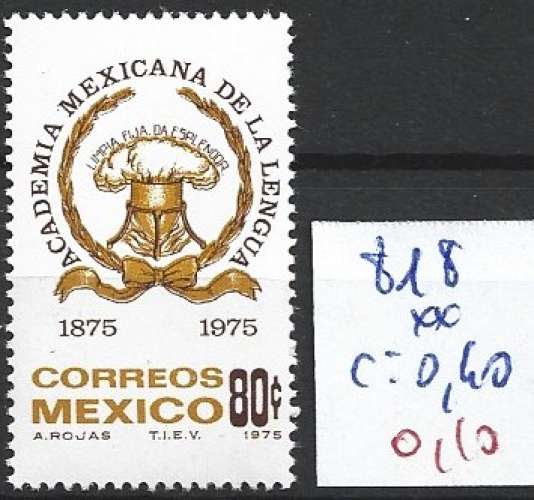 ACADEMIA MEXICANA DE LA LENGUA
LIMPIA, FIJA, DA ESPLENDOR
1875 1975
CORREOS
MEXICO 80¢
A.ROJAS T.I.E.V. 1975
818
xx
C=0,40
0,10